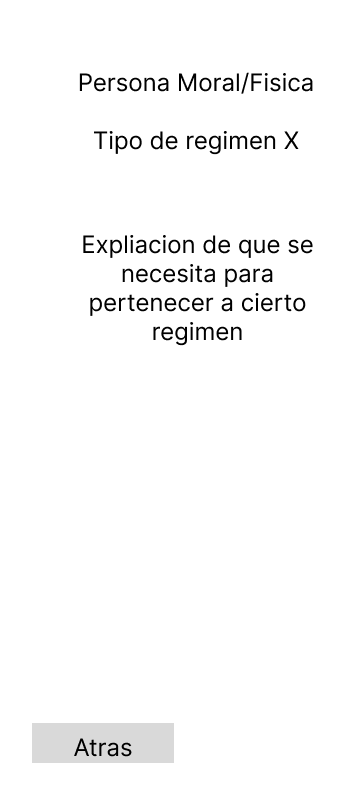 Persona Moral/Fisica
Tipo de regimen X
Expliacion de que se
necesita para
pertenecer a cierto
regimen
Atras